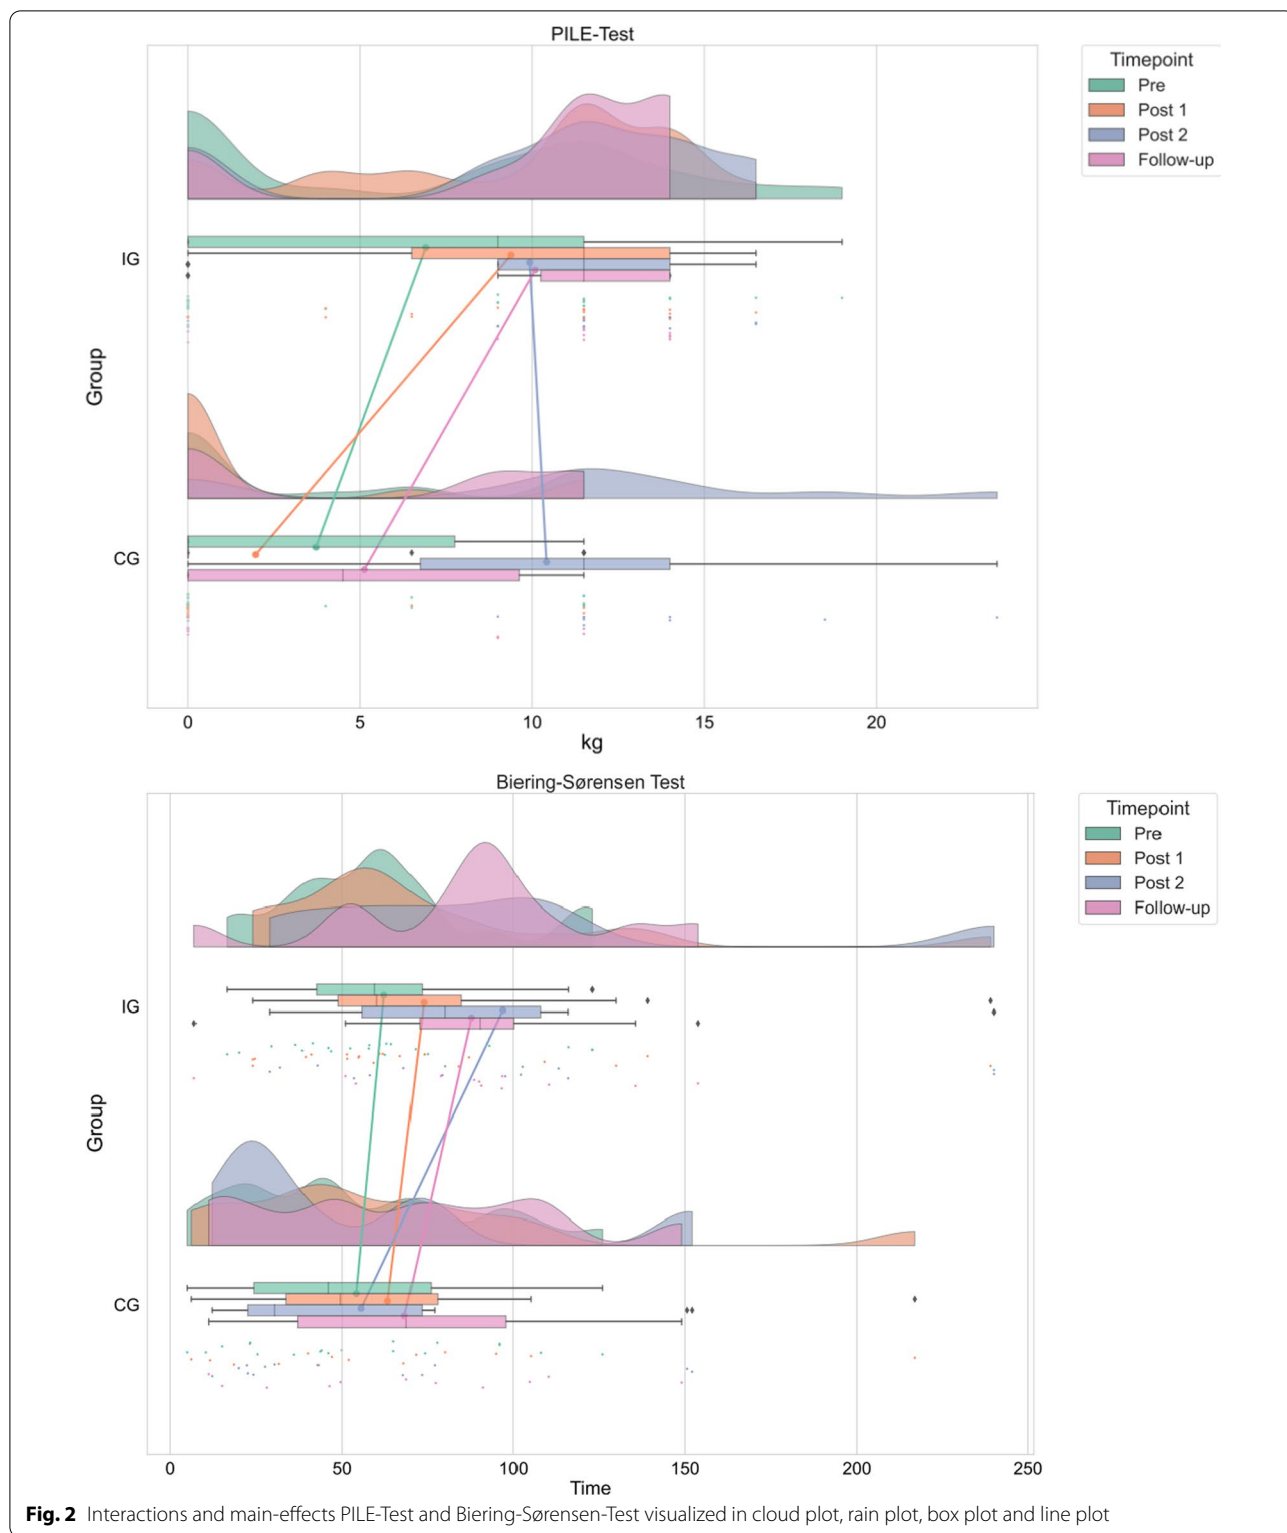 PILE-Test
Timepoint
Pre
Post 1
Post 2
Follow-up
IG
Group
CG
0 5 10 15 20
kg
Biering-Sørensen Test
Timepoint
Pre
Post 1
Post 2
Follow-up
IG
Group
CG
0 50 100 150 200 250
Time
Fig. 2 Interactions and main-effects PILE-Test and Biering-Sørensen-Test visualized in cloud plot, rain plot, box plot and line plot